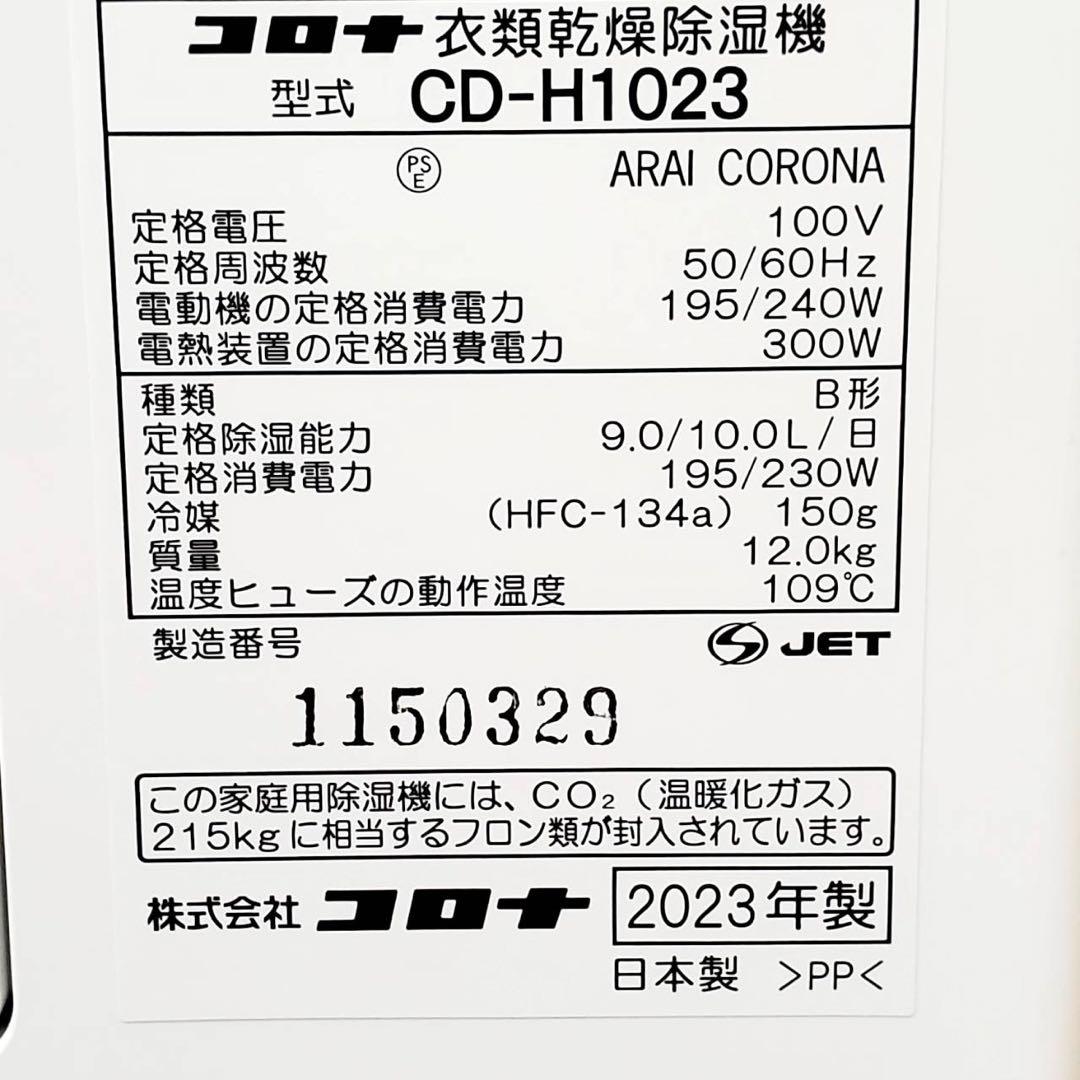 コロナ 衣類乾燥除湿機
型式 CD-H1023
PSE ARAI CORONA
定格電圧 100V
定格周波数 50/60Hz
電動機の定格消費電力 195/240W
電熱装置の定格消費電力 300W
種類 B形
定格除湿能力 9.0/10.0L/日
定格消費電力 195/230W
冷媒 (HFC-134a) 150g
質量 12.0kg
温度ヒューズの動作温度 109℃
製造番号 JET
1150329
この家庭用除湿機には、CO₂(温暖化ガス)
215kgに相当するフロン類が封入されています。
株式会社 コロナ 2023年製
日本製 >PP<